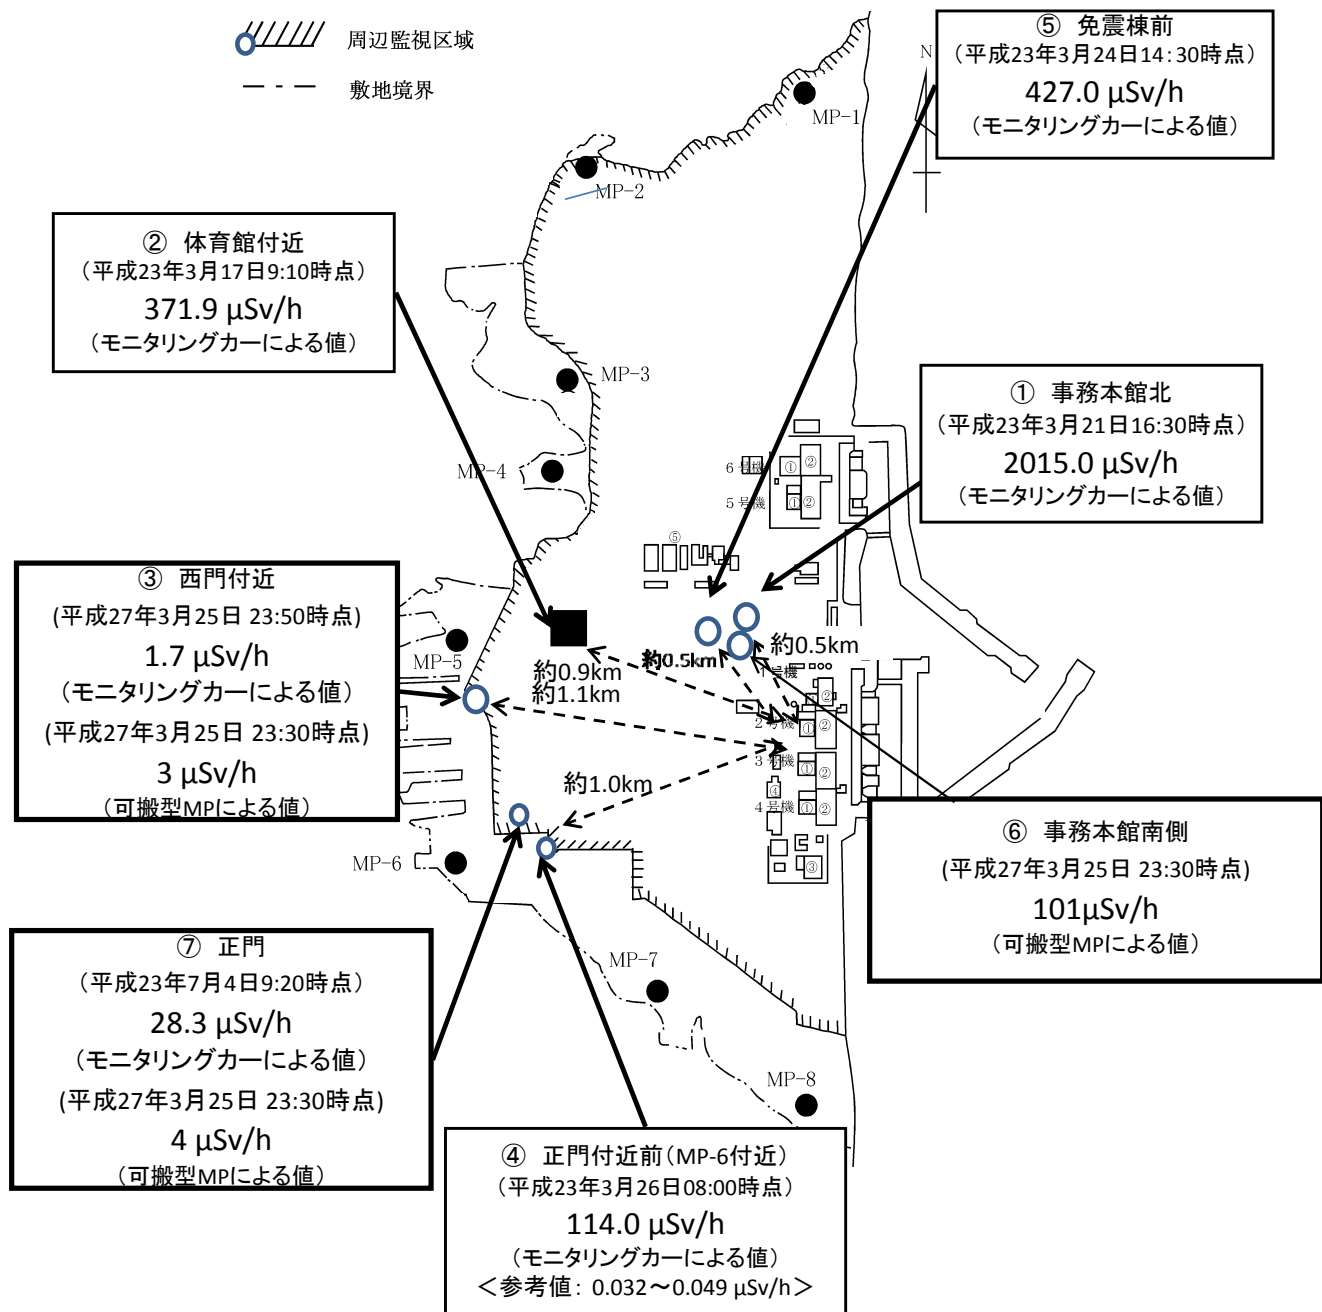 周辺監視区域
敷地境界
⑤ 免震棟前
(平成23年3月24日14:30時点)
427.0 μSv/h
(モニタリングカーによる値)
N
MP-1
MP-2
② 体育館付近
(平成23年3月17日9:10時点)
371.9 μSv/h
(モニタリングカーによる値)
MP-3
MP-4
① 事務本館北
(平成23年3月21日16:30時点)
2015.0 μSv/h
(モニタリングカーによる値)
6号機
① ②
5号機
① ②
⑤
③ 西門付近
(平成27年3月25日 23:50時点)
1.7 μSv/h
(モニタリングカーによる値)
(平成27年3月25日 23:30時点)
3 μSv/h
(可搬型MPによる値)
MP-5
約0.9km
約1.1km
約0.5km
約0.5km
1号機
②
2号機
① ②
3号機
① ②
④
4号機
① ②
③
約1.0km
MP-6
⑥ 事務本館南側
(平成27年3月25日 23:30時点)
101μSv/h
(可搬型MPによる値)
⑦ 正門
(平成23年7月4日9:20時点)
28.3 μSv/h
(モニタリングカーによる値)
(平成27年3月25日 23:30時点)
4 μSv/h
(可搬型MPによる値)
MP-7
MP-8
④ 正門付近前(MP-6付近)
(平成23年3月26日08:00時点)
114.0 μSv/h
(モニタリングカーによる値)
<参考値: 0.032～0.049 μSv/h>